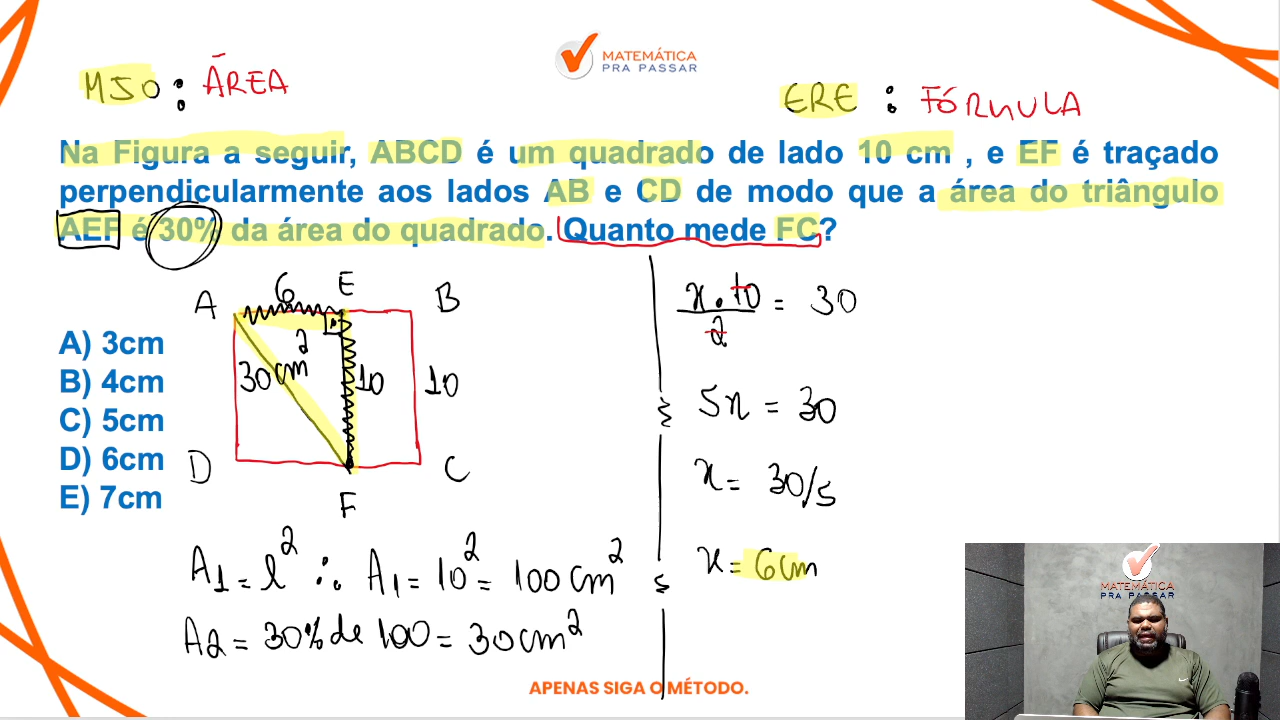 MATEMÁTICA
PRA PASSAR
M50 : ÁREA
ERE : FÓRMULA
Na Figura a seguir, ABCD é um quadrado de lado 10 cm , e EF é traçado
perpendicularmente aos lados AB e CD de modo que a área do triângulo
AEF é 30% da área do quadrado. Quanto mede FC?
A) 3cm
B) 4cm
C) 5cm
D) 6cm
E) 7cm
A 6 E B
30cm² 10 10
D F C
A1 = l² ∴ A1 = 10² = 100cm²
A2 = 30% de 100 = 30cm²
x.10/2 = 30
5x = 30
x = 30/5
x = 6cm
MATEMÁTICA
PRA PASSAR
APENAS SIGA O MÉTODO.